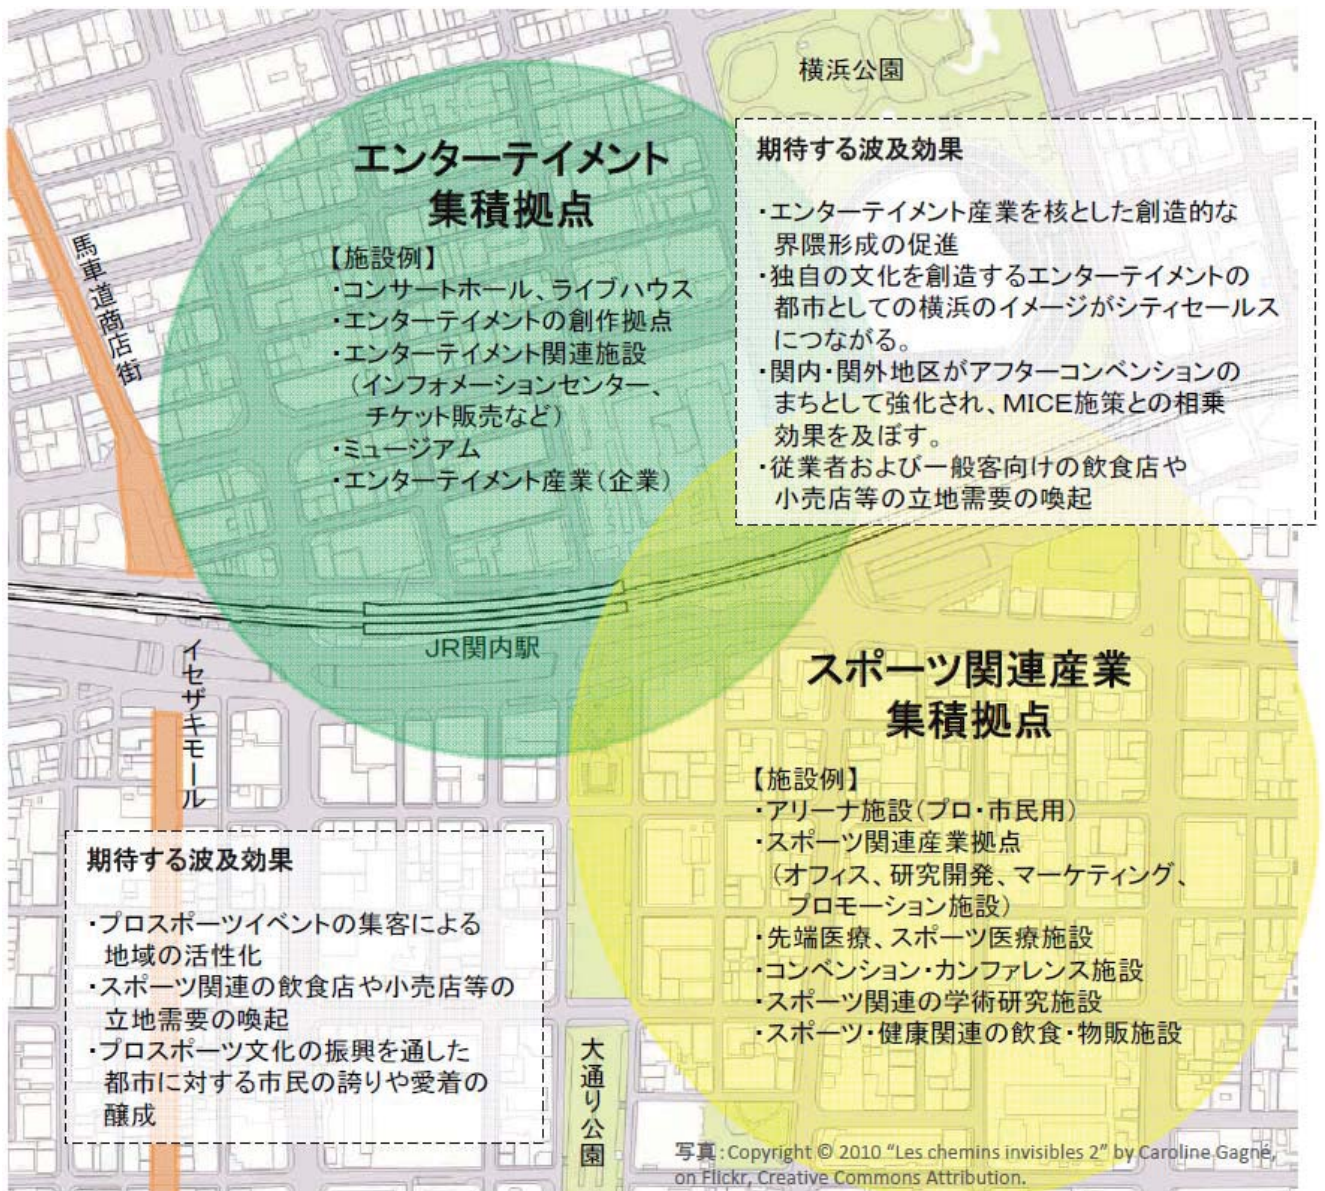 横浜公園
エンターテイメント
集積拠点
【施設例】
・コンサートホール、ライブハウス
・エンターテイメントの創作拠点
・エンターテイメント関連施設
（インフォメーションセンター、
チケット販売など）
・ミュージアム
・エンターテイメント産業（企業）
期待する波及効果
・エンターテイメント産業を核とした創造的な
界隈形成の促進
・独自の文化を創造するエンターテイメントの
都市としての横浜のイメージがシティセールス
につながる。
・関内・関外地区がアフターコンベンションの
まちとして強化され、MICE施策との相乗
効果を及ぼす。
・従業者および一般客向けの飲食店や
小売店等の立地需要の喚起
馬車道商店街
JR関内駅
イセザキモール
スポーツ関連産業
集積拠点
【施設例】
・アリーナ施設（プロ・市民用）
・スポーツ関連産業拠点
（オフィス、研究開発、マーケティング、
プロモーション施設）
・先端医療、スポーツ医療施設
・コンベンション・カンファレンス施設
・スポーツ関連の学術研究施設
・スポーツ・健康関連の飲食・物販施設
期待する波及効果
・プロスポーツイベントの集客による
地域の活性化
・スポーツ関連の飲食店や小売店等の
立地需要の喚起
・プロスポーツ文化の振興を通した
都市に対する市民の誇りや愛着の
醸成
大通り公園
写真：Copyright © 2010 “Les chemins invisibles 2” by Caroline Gagné,
on Flickr, Creative Commons Attribution.